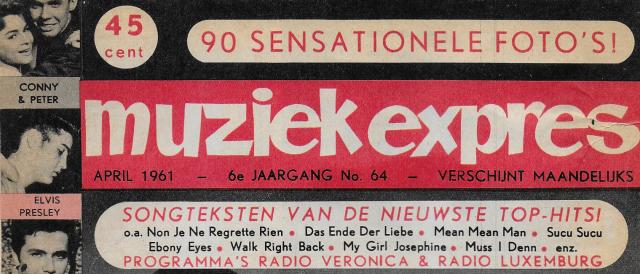 45
cent
90 SENSATIONELE FOTO'S!
CONNY
& PETER
muziek expres
APRIL 1961 – 6e JAARGANG No. 64 – VERSCHIJNT MAANDELIJKS
ELVIS
PRESLEY
SONGTEKSTEN VAN DE NIEUWSTE TOP-HITS!
o.a. Non Je Ne Regrette Rien • Das Ende Der Liebe • Mean Mean Man • Sucu Sucu
Ebony Eyes • Walk Right Back • My Girl Josephine • Muss I Denn • enz.
PROGRAMMA'S RADIO VERONICA & RADIO LUXEMBURG